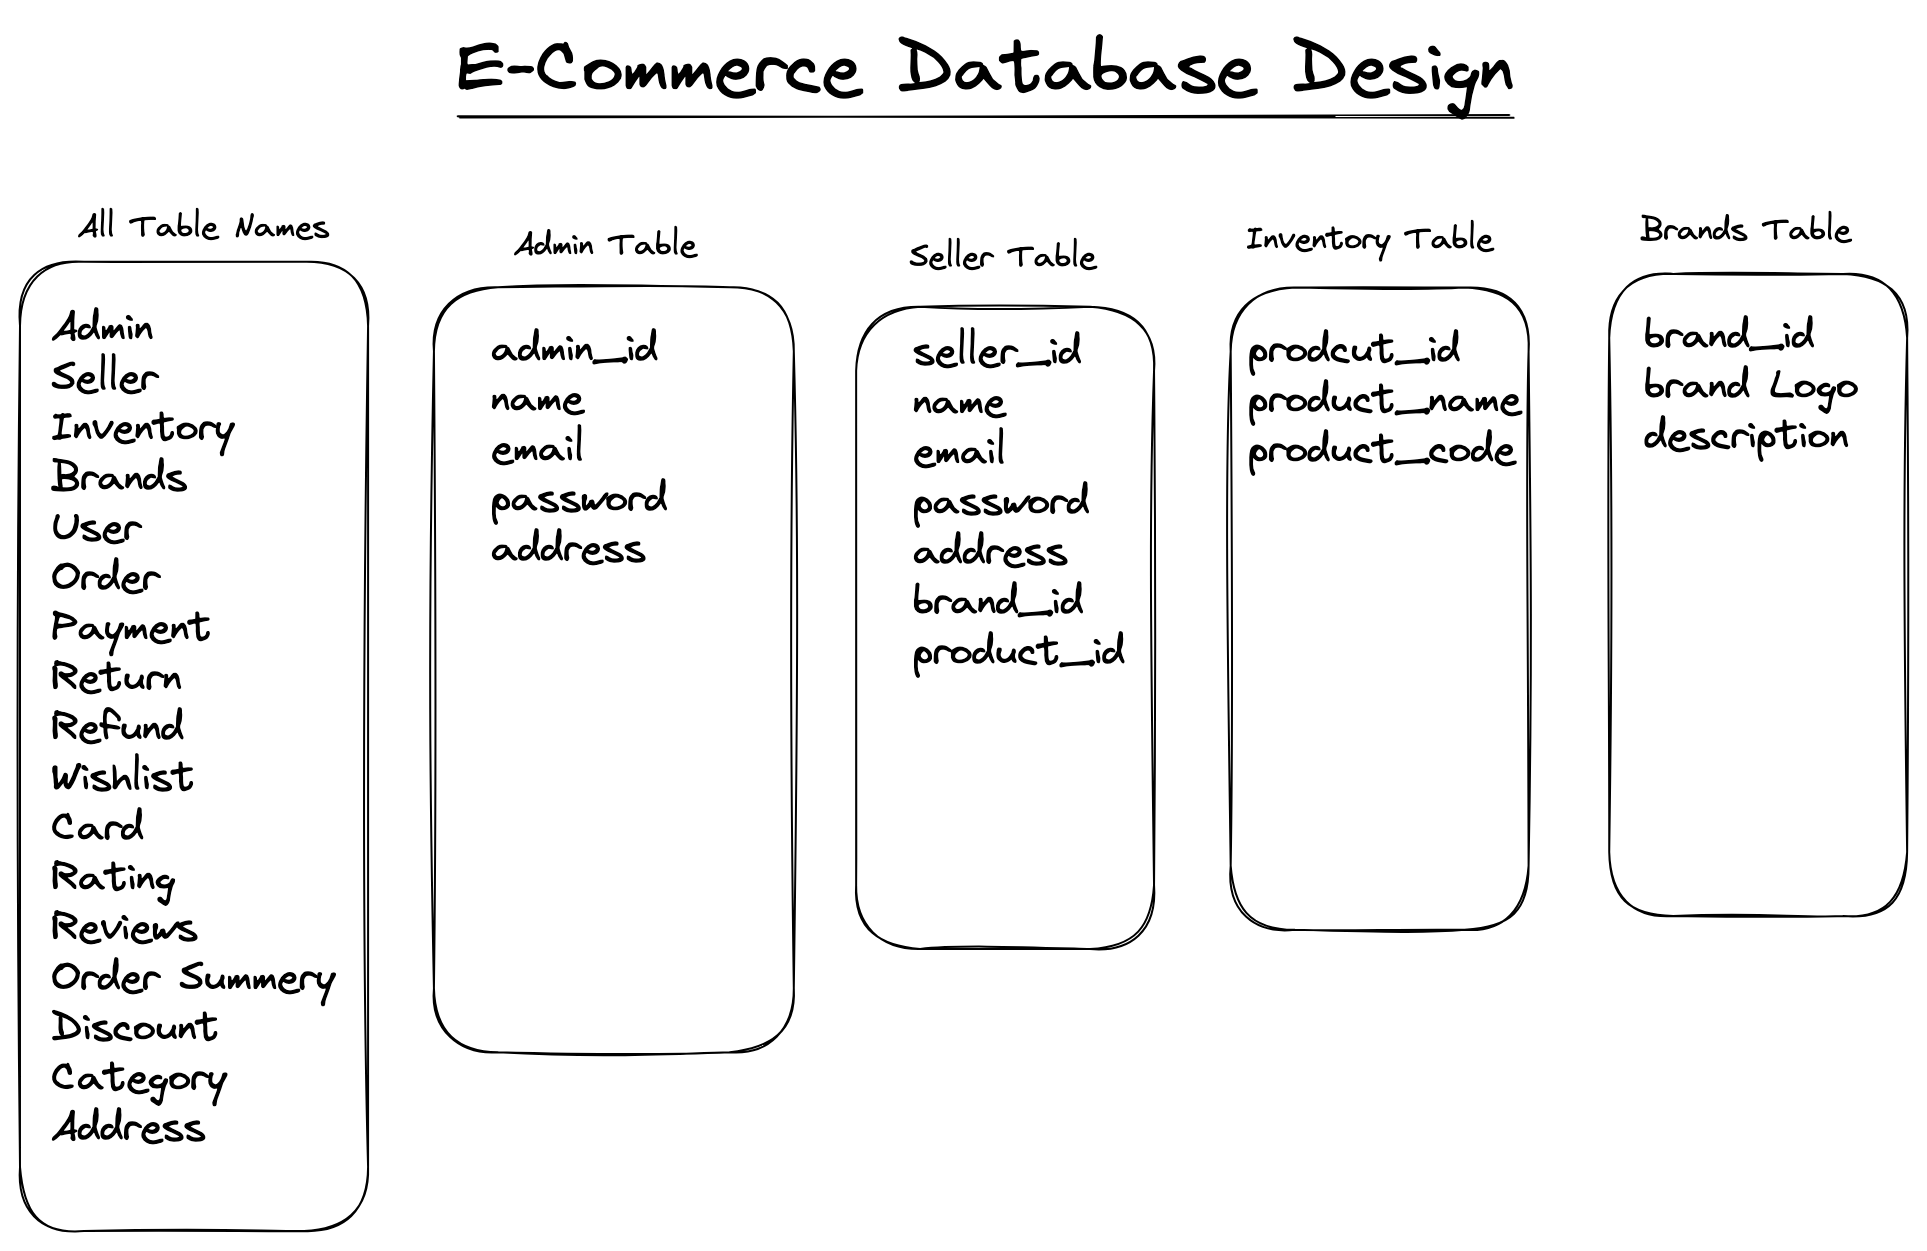 E-Commerce Database Design
All Table Names
Admin
Seller
Inventory
Brands
User
Order
Payment
Return
Refund
Wishlist
Card
Rating
Reviews
Order Summery
Discount
Category
Address
Admin Table
admin_id
name
email
password
address
Seller Table
seller_id
name
email
password
address
brand_id
product_id
Inventory Table
prodcut_id
product_name
product_code
Brands Table
brand_id
brand Logo
description